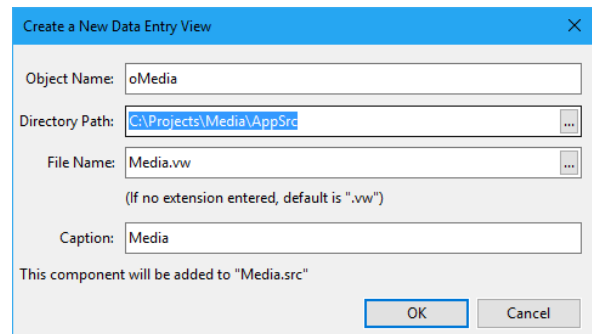 Create a New Data Entry View
Object Name: oMedia
Directory Path: C:\Projects\Media\AppSrc ...
File Name: Media.vw ...
(If no extension entered, default is ".vw")
Caption: Media
This component will be added to "Media.src"
OK Cancel